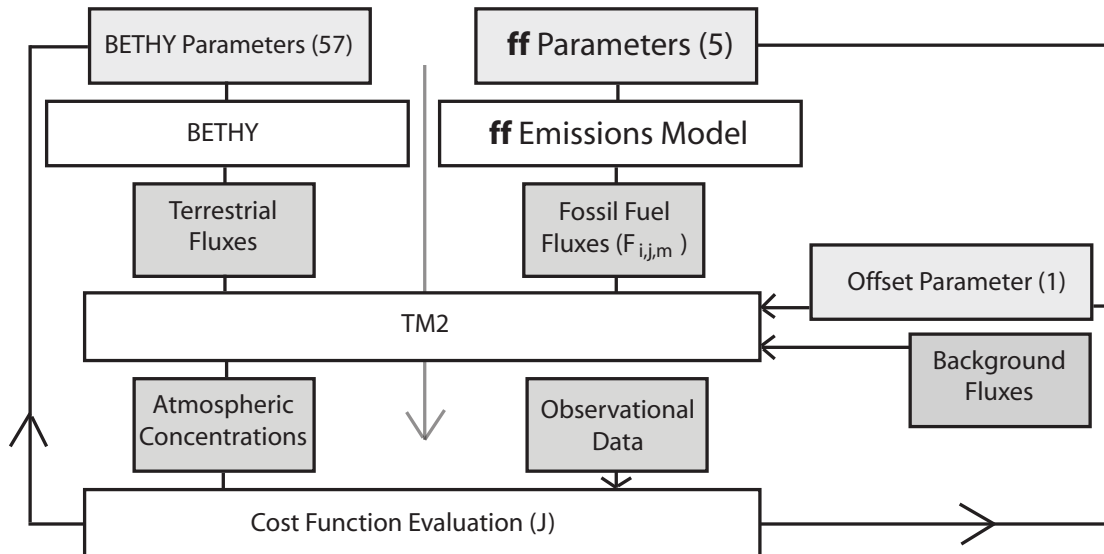 BETHY Parameters (57)
ff Parameters (5)
BETHY
ff Emissions Model
Terrestrial
Fluxes
Fossil Fuel
Fluxes (F i,j,m )
Offset Parameter (1)
TM2
Background
Fluxes
Atmospheric
Concentrations
Observational
Data
Cost Function Evaluation (J)